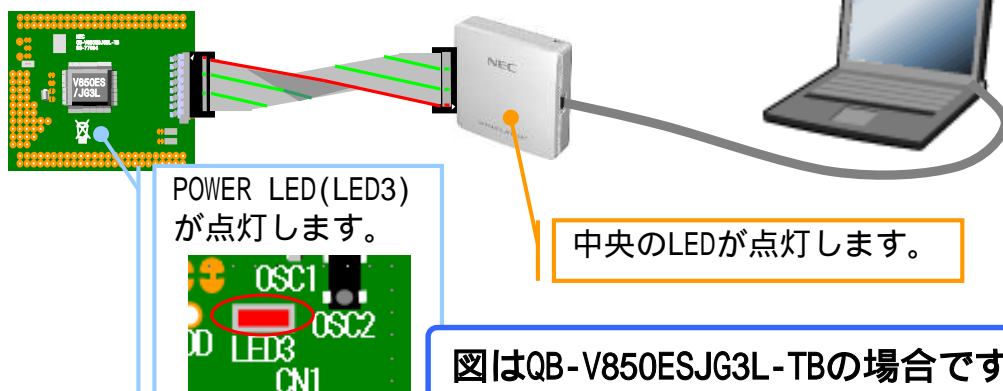 NEC
V850ES
/JG3L
NEC
POWER LED(LED3)
が点灯します。
中央のLEDが点灯します。
OSC1
OSC2
LED3
CN1
図はQB-V850ESJG3L-TBの場合です